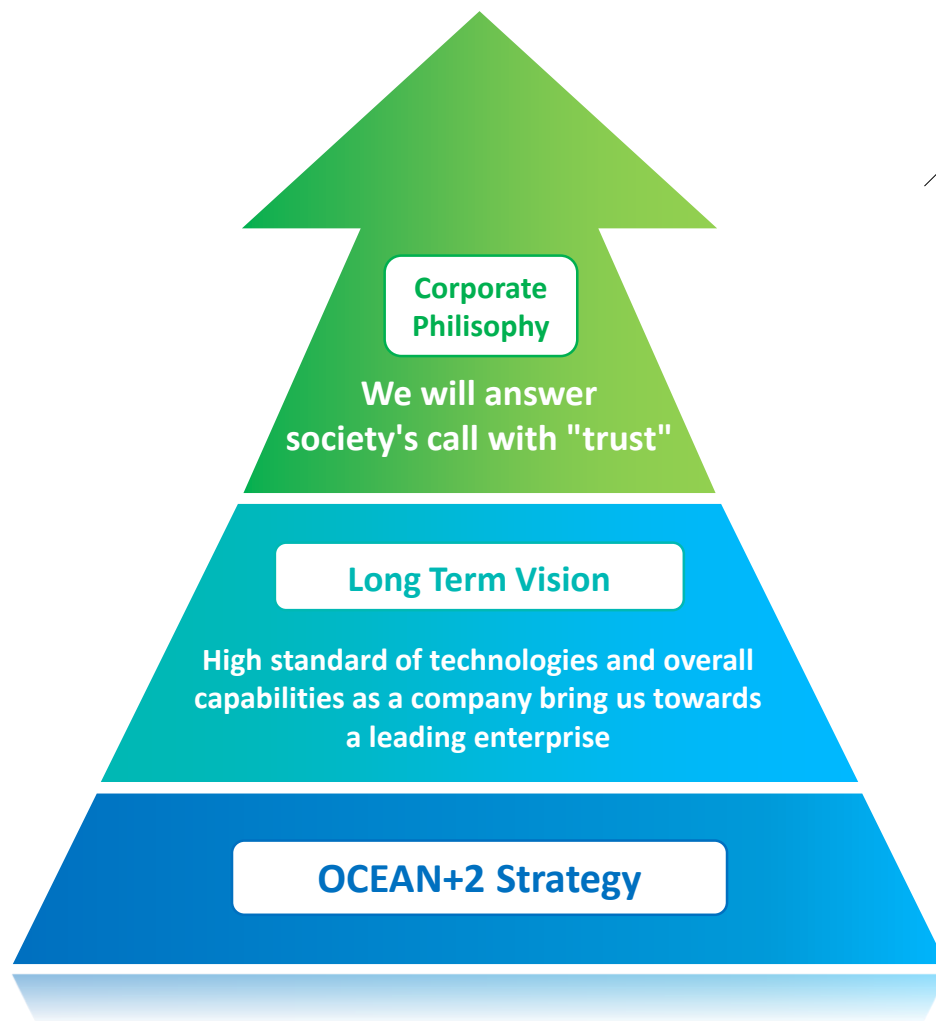 Corporate
Philisophy
We will answer
society's call with "trust"
Long Term Vision
High standard of technologies and overall
capabilities as a company bring us towards
a leading enterprise
OCEAN+2 Strategy